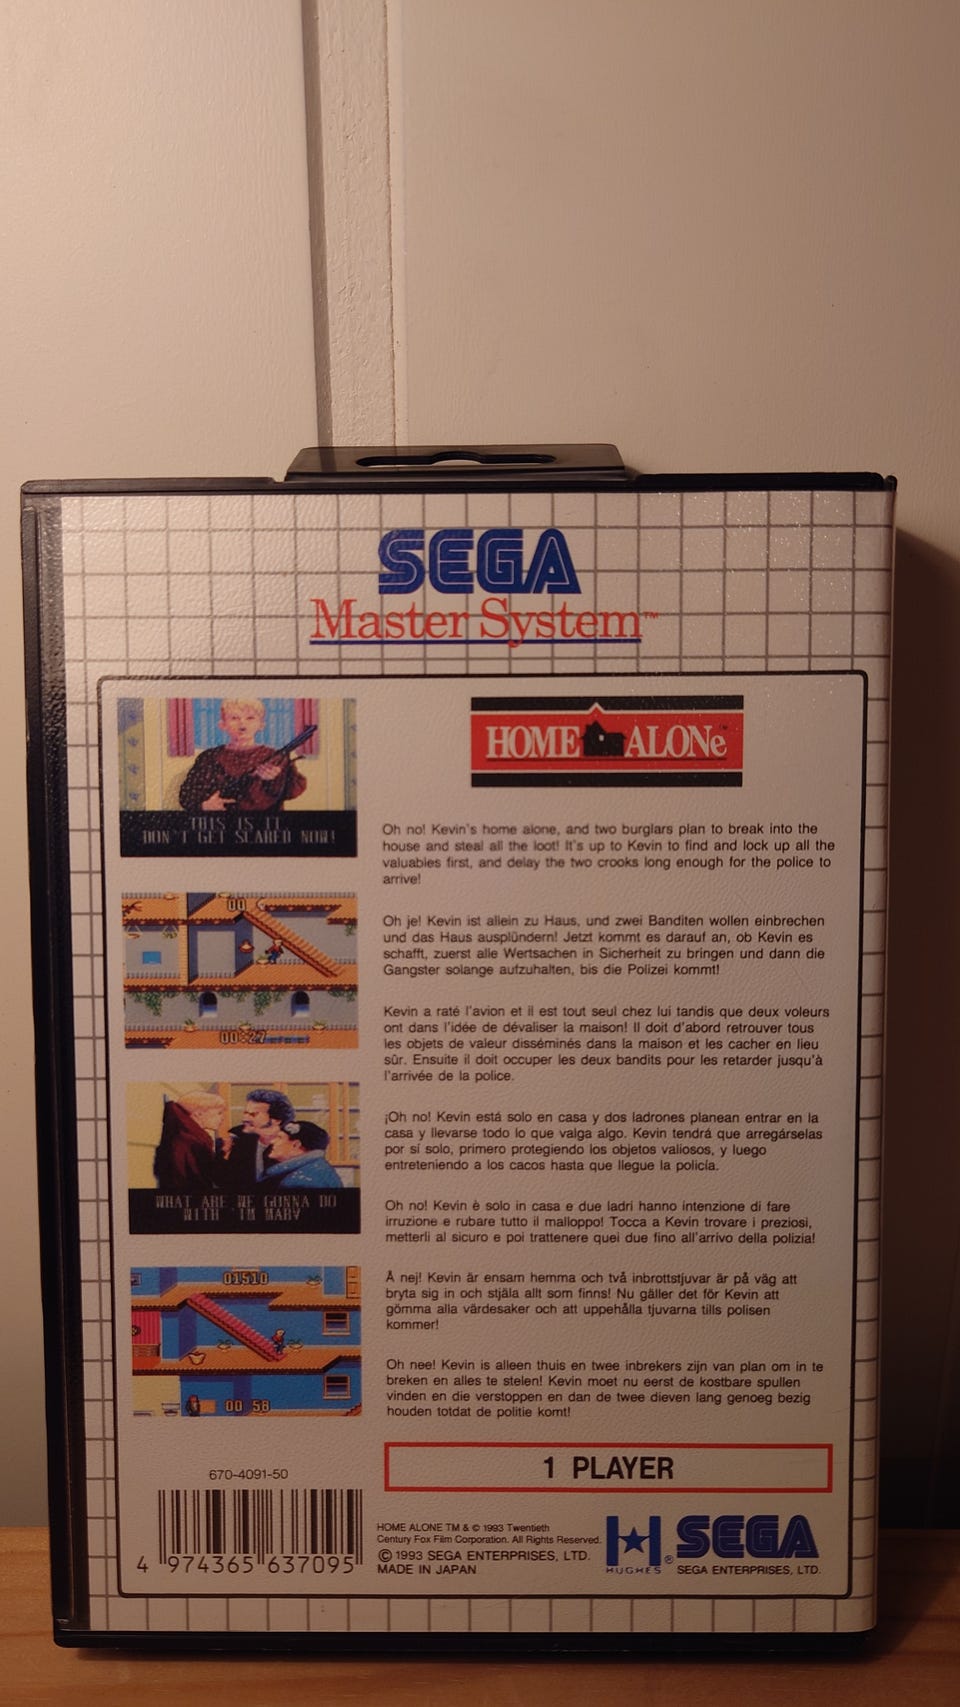 SEGA
Master System™
THIS IS IT
DON'T GET SCARED NOW!
00
00:27
WHAT ARE WE GONNA DO
WITH 'IM MARV
01510
00 58
HOME ALONe™
Oh no! Kevin's home alone, and two burglars plan to break into the
house and steal all the loot! It's up to Kevin to find and lock up all the
valuables first, and delay the two crooks long enough for the police to
arrive!
Oh je! Kevin ist allein zu Haus, und zwei Banditen wollen einbrechen
und das Haus ausplündern! Jetzt kommt es darauf an, ob Kevin es
schafft, zuerst alle Wertsachen in Sicherheit zu bringen und dann die
Gangster solange aufzuhalten, bis die Polizei kommt!
Kevin a raté l'avion et il est tout seul chez lui tandis que deux voleurs
ont dans l'idée de dévaliser la maison! Il doit d'abord retrouver tous
les objets de valeur disséminés dans la maison et les cacher en lieu
sûr. Ensuite il doit occuper les deux bandits pour les retarder jusqu'à
l'arrivée de la police.
¡Oh no! Kevin está solo en casa y dos ladrones planean entrar en la
casa y llevarse todo lo que valga algo. Kevin tendrá que arregárselas
por sí solo, primero protegiendo los objetos valiosos, y luego
entreteniendo a los cacos hasta que llegue la policía.
Oh no! Kevin è solo in casa e due ladri hanno intenzione di fare
irruzione e rubare tutto il malloppo! Tocca a Kevin trovare i preziosi,
metterli al sicuro e poi trattenere quei due fino all'arrivo della polizia!
Å nej! Kevin är ensam hemma och två inbrottstjuvar är på väg att
bryta sig in och stjäla allt som finns! Nu gäller det för Kevin att
gömma alla värdesaker och att uppehålla tjuvarna tills polisen
kommer!
Oh nee! Kevin is alleen thuis en twee inbrekers zijn van plan om in te
breken en alles te stelen! Kevin moet nu eerst de kostbare spullen
vinden en die verstoppen en dan de twee dieven lang genoeg bezig
houden totdat de politie komt!
1 PLAYER
670-4091-50
4 974365 637095
HOME ALONE TM & © 1993 Twentieth
Century Fox Film Corporation. All Rights Reserved.
© 1993 SEGA ENTERPRISES, LTD.
MADE IN JAPAN
HUGHES
SEGA®
SEGA ENTERPRISES, LTD.